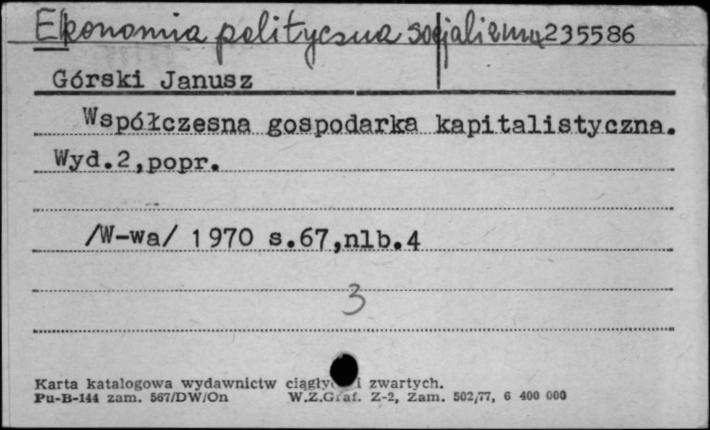 Ekonomia polityczna socjalizmu 235586
Górski Janusz
Współczesna gospodarka kapitalistyczna.
Wyd.2,popr.
/W-wa/ 1970 s.67,nlb.4
3
Karta katalogowa wydawnictw ciągłych i zwartych.
Pu-B-144 zam. 567/DW/On W.Z.Graf. Z-2, Zam. 502/77, 6 400 000